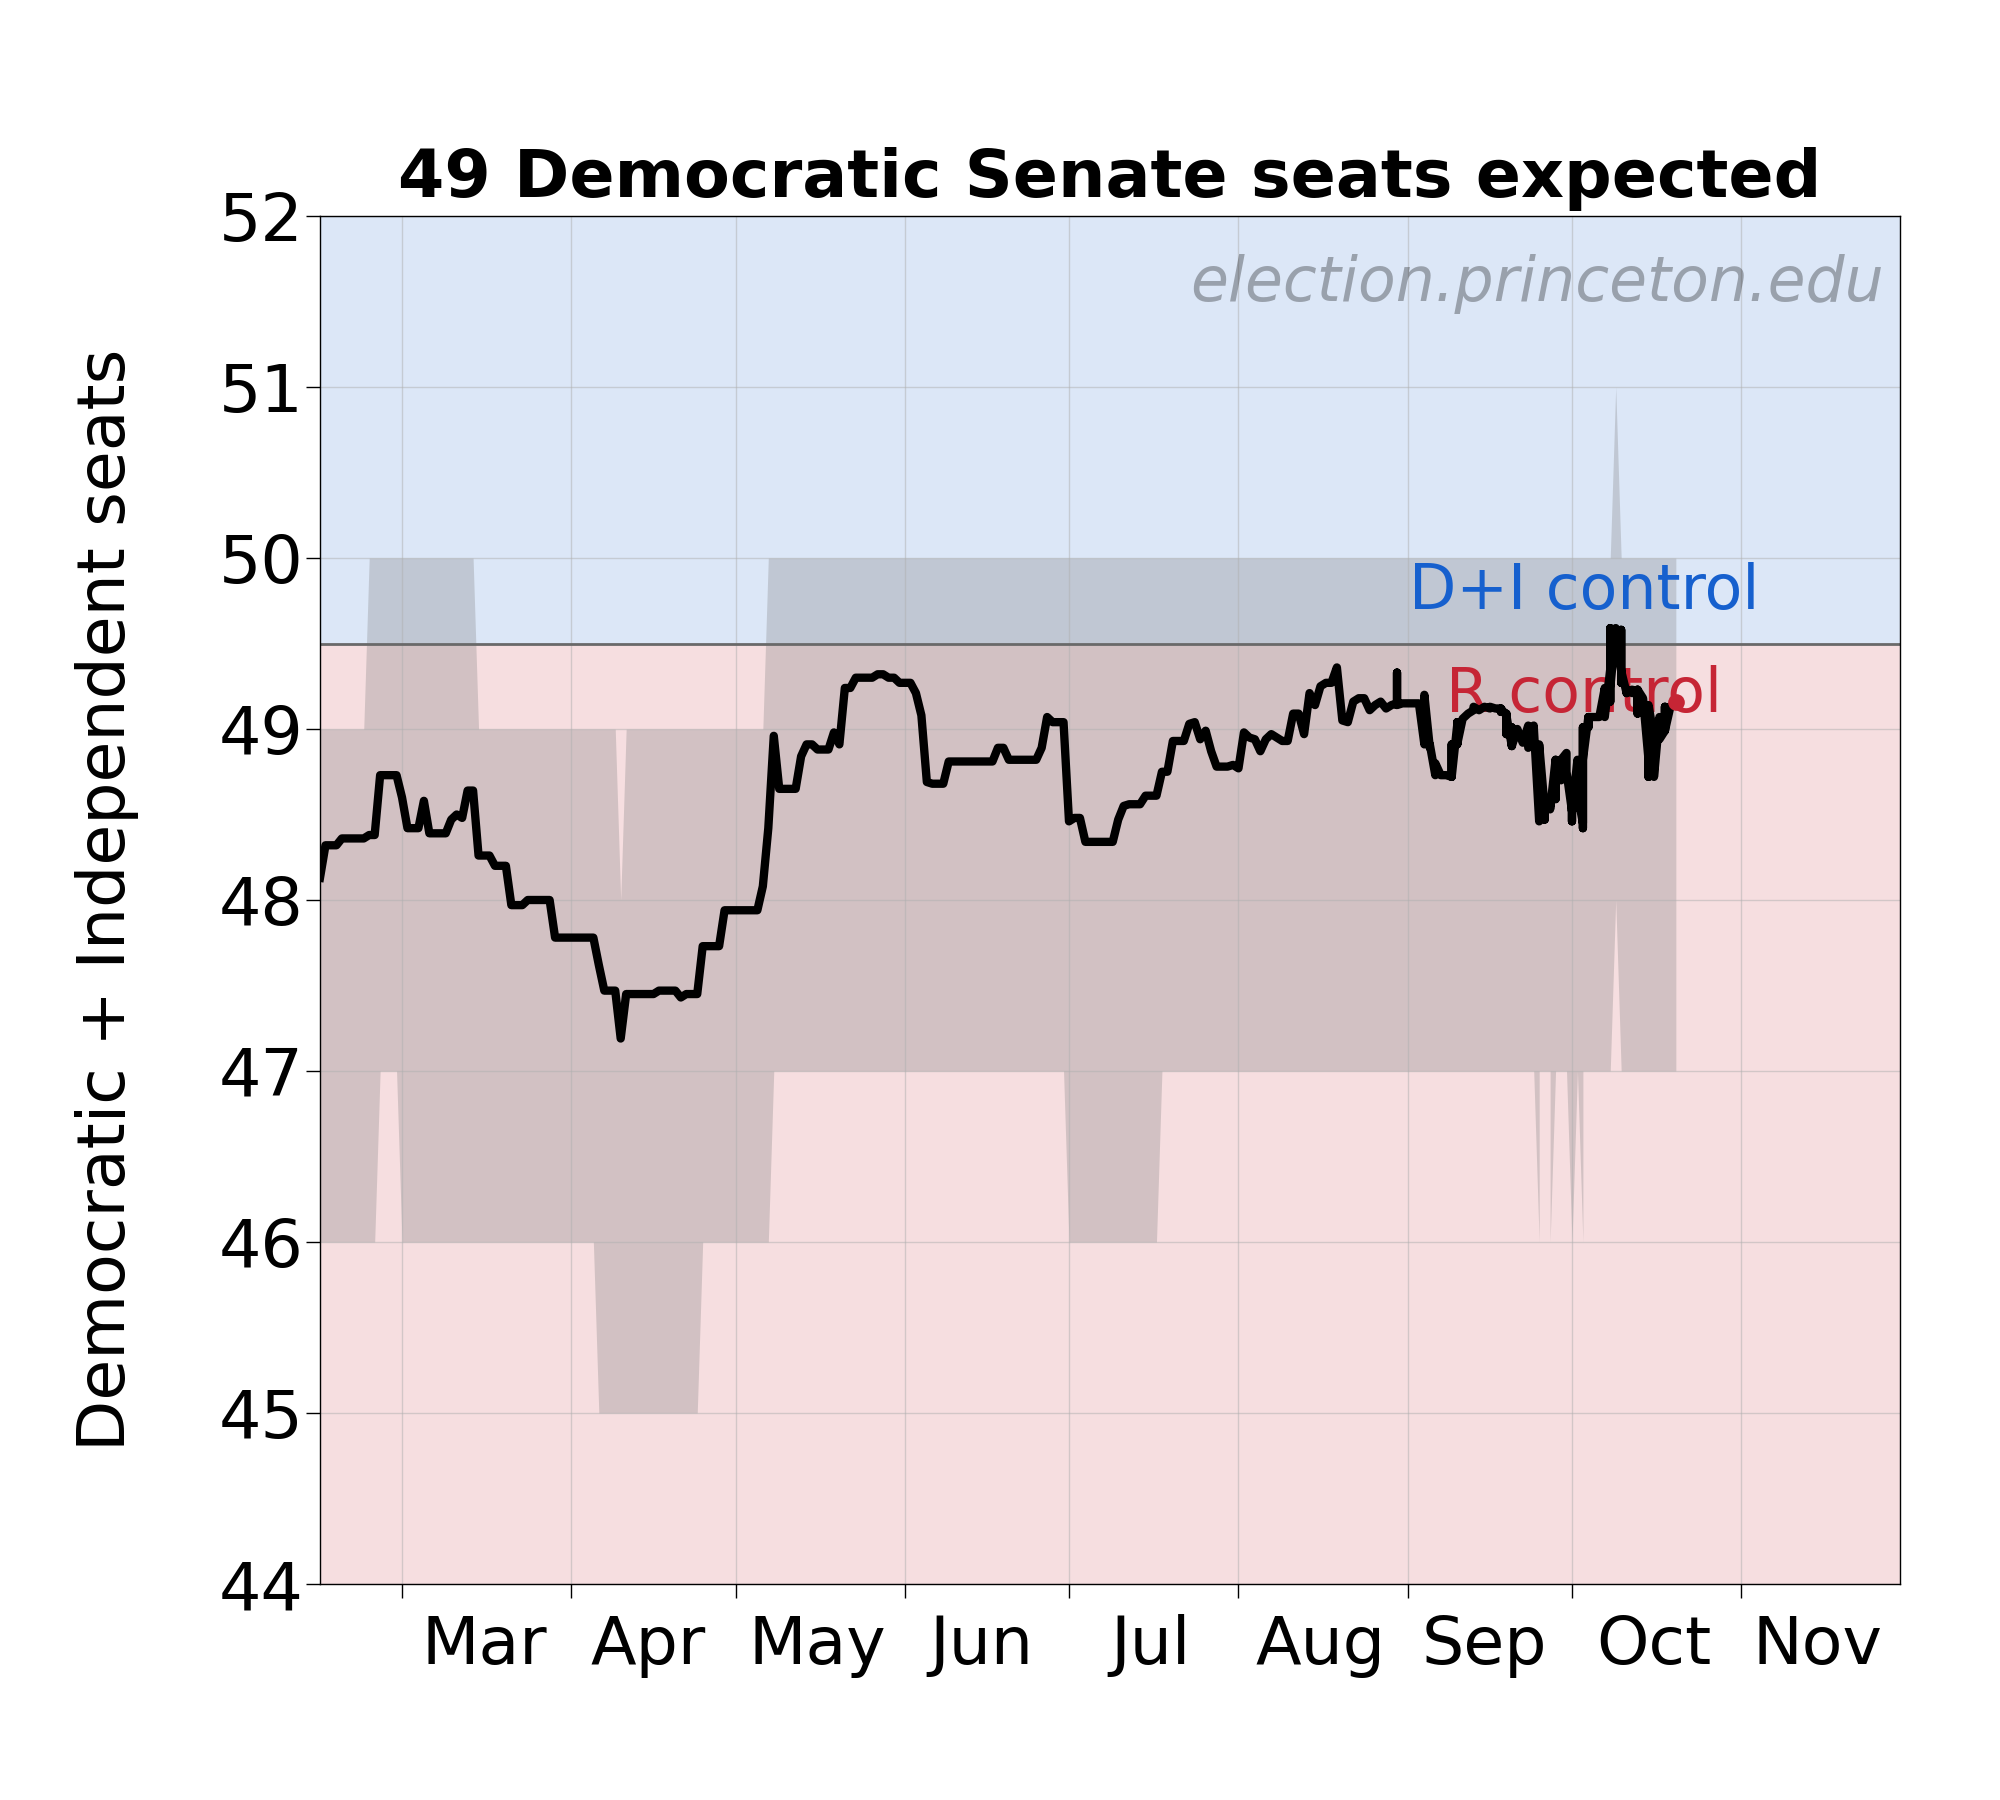 49 Democratic Senate seats expected
election.princeton.edu
Democratic + Independent seats
52
51
50
49
48
47
46
45
44
D+I control
R control
Mar Apr May Jun Jul Aug Sep Oct Nov